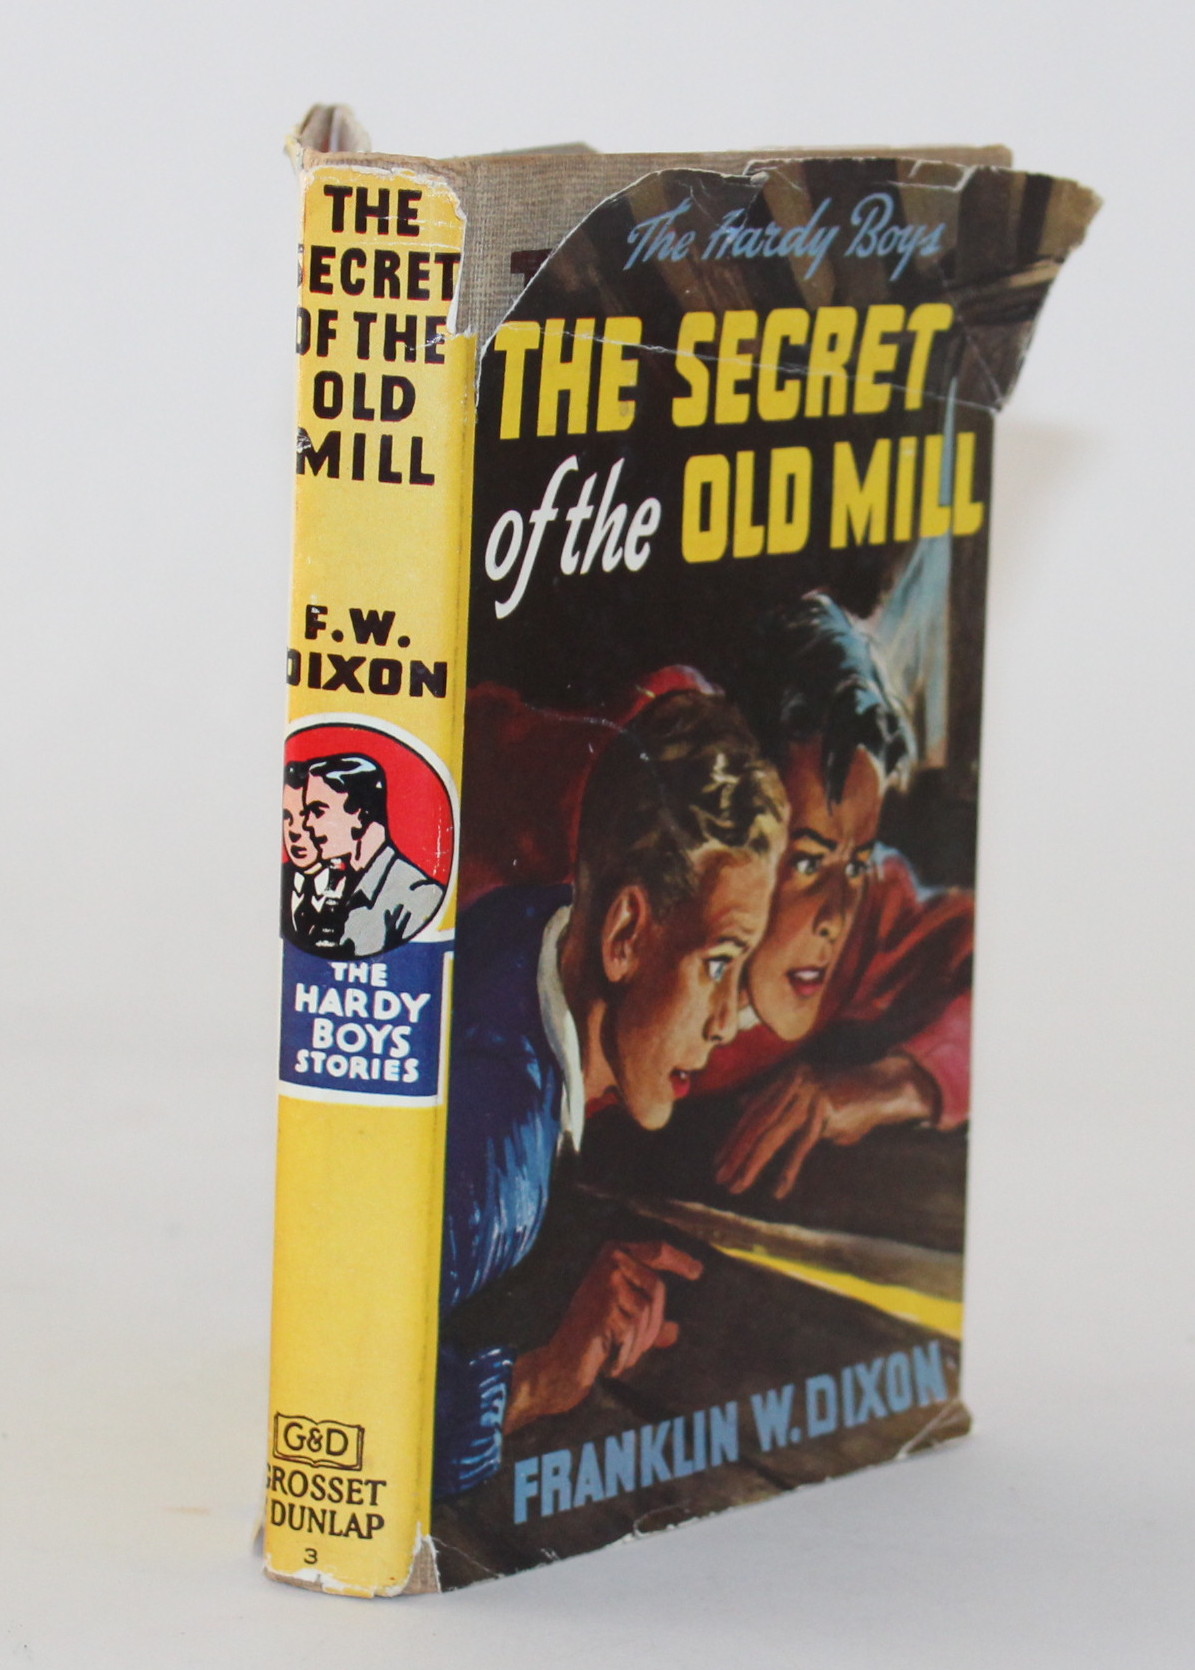 THE
SECRET
OF THE
OLD
MILL
F.W.
DIXON
THE
HARDY
BOYS
STORIES
G&D
GROSSET
DUNLAP
3
The Hardy Boys
THE SECRET
of the OLD MILL
FRANKLIN W. DIXON